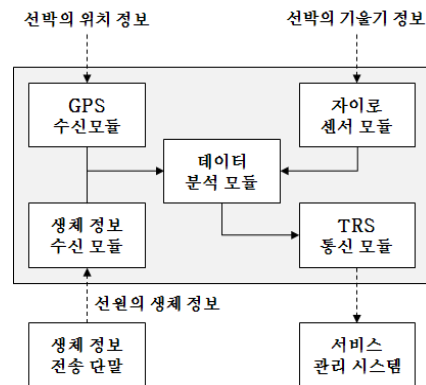 선박의 위치 정보
선박의 기울기 정보
GPS
수신모듈
자이로
센서 모듈
데이터
분석 모듈
생체 정보
수신 모듈
TRS
통신 모듈
선원의 생체 정보
생체 정보
전송 단말
서비스
관리 시스템